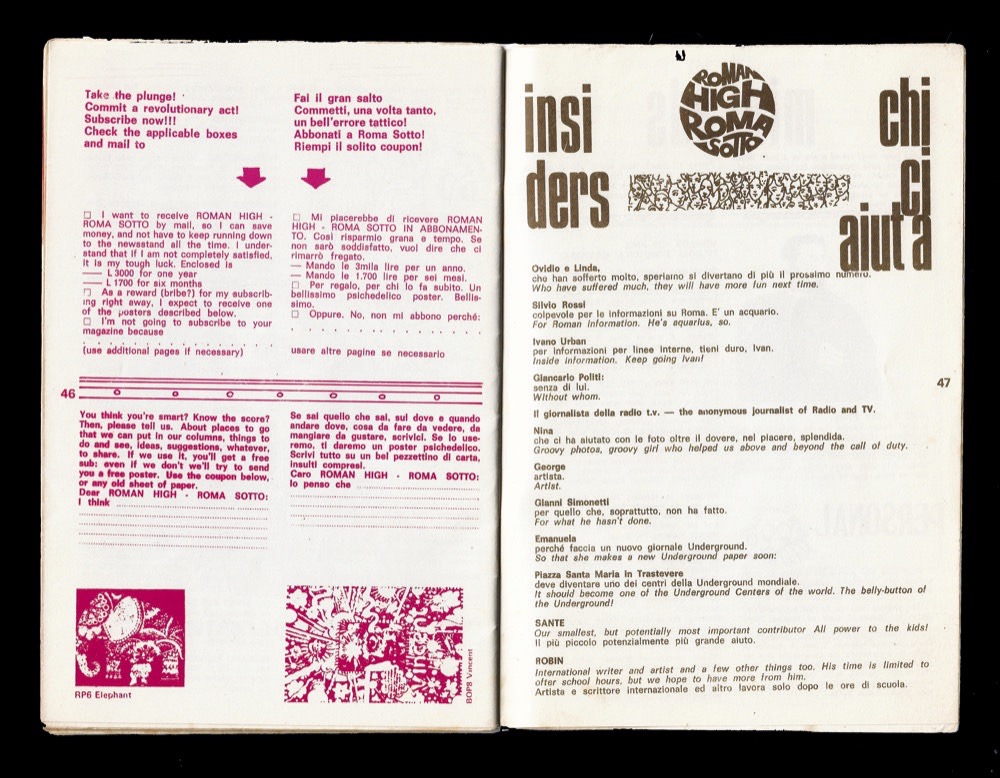 Take the plunge!
Commit a revolutionary act!
Subscribe now!!!
Check the applicable boxes
and mail to
Fai il gran salto
Commetti, una volta tanto,
un bell'errore tattico!
Abbonati a Roma Sotto!
Riempi il solito coupon!
□ I want to receive ROMAN HIGH -
ROMA SOTTO by mail, so I can save
money, and not have to keep running down
to the newsstand all the time. I under-
stand that if I am not completely satisfied,
it is my tough luck. Enclosed is
—— L 3000 for one year
—— L 1700 for six months
□ As a reward (bribe?) for my subscrib-
ing right away, I expect to receive one
of the posters described below.
□ I'm not going to subscribe to your
magazine because
. . . . . . . . . . . . . . . . .
(use additional pages if necessary)
□ Mi piacerebbe di ricevere ROMAN
HIGH - ROMA SOTTO IN ABBONAMEN-
TO. Così risparmio grana e tempo. Se
non sarò soddisfatto, vuol dire che ci
rimarrò fregato.
— Mando le 3mila lire per un anno.
— Mando le 1.700 lire per sei mesi.
□ Per regalo, per chi lo fa subito. Un
bellissimo psichedelico poster. Bellis-
simo.
□ Oppure. No, non mi abbono perché:
. . . . . . . . . . . . . . . . .
usare altre pagine se necessario
46
You think you're smart? Know the score?
Then, please tell us. About places to go
that we can put in our columns, things to
do and see, ideas, suggestions, whatever,
to share. If we use it, you'll get a free
sub: even if we don't we'll try to send
you a free poster. Use the coupon below,
or any old sheet of paper.
Dear ROMAN HIGH - ROMA SOTTO:
I think ........................
Se sai quello che sai, sul dove e quando
andare dove, cosa da fare da vedere, da
mangiare da gustare, scrivici. Se lo use-
remo, ti daremo un poster psichedelico.
Scrivi tutto su un bel pezzettino di carta,
insulti compresi.
Caro ROMAN HIGH - ROMA SOTTO:
Io penso che ........................
RP6 Elephant
BOP8 Vincent
insi
ders
ROMAN
HIGH
ROMA
SOTTO
chi
ci
aiuta
Ovidio e Linda,
che han sofferto molto, speriamo si divertano di più il prossimo numero.
Who have suffered much, they will have more fun next time.
Silvio Rossi
colpevole per le informazioni su Roma. E' un acquario.
For Roman Information. He's aquarius, so.
Ivano Urban
per informazioni per linee interne, tieni duro, Ivan.
Inside information. Keep going Ivan!
Giancarlo Politi:
senza di lui.
Without whom.
Il giornalista della radio t.v. — the anonymous journalist of Radio and TV.
Nina
che ci ha aiutato con le foto oltre il dovere, nel piacere, splendida.
Groovy photos, groovy girl who helped us above and beyond the call of duty.
George
artista.
Artist.
Gianni Simonetti
per quello che, soprattutto, non ha fatto.
For what he hasn't done.
Emanuela
perché faccia un nuovo giornale Underground.
So that she makes a new Underground paper soon:
Piazza Santa Maria in Trastevere
deve diventare uno dei centri della Underground mondiale.
It should become one of the Underground Centers of the world. The belly-button of
the Underground!
SANTE
Our smallest, but potentially most important contributor All power to the kids!
Il più piccolo potenzialmente più grande aiuto.
ROBIN
International writer and artist and a few other things too. His time is limited to
ofter school hours, but we hope to have more from him.
Artista e scrittore internazionale ed altro lavora solo dopo le ore di scuola.
47